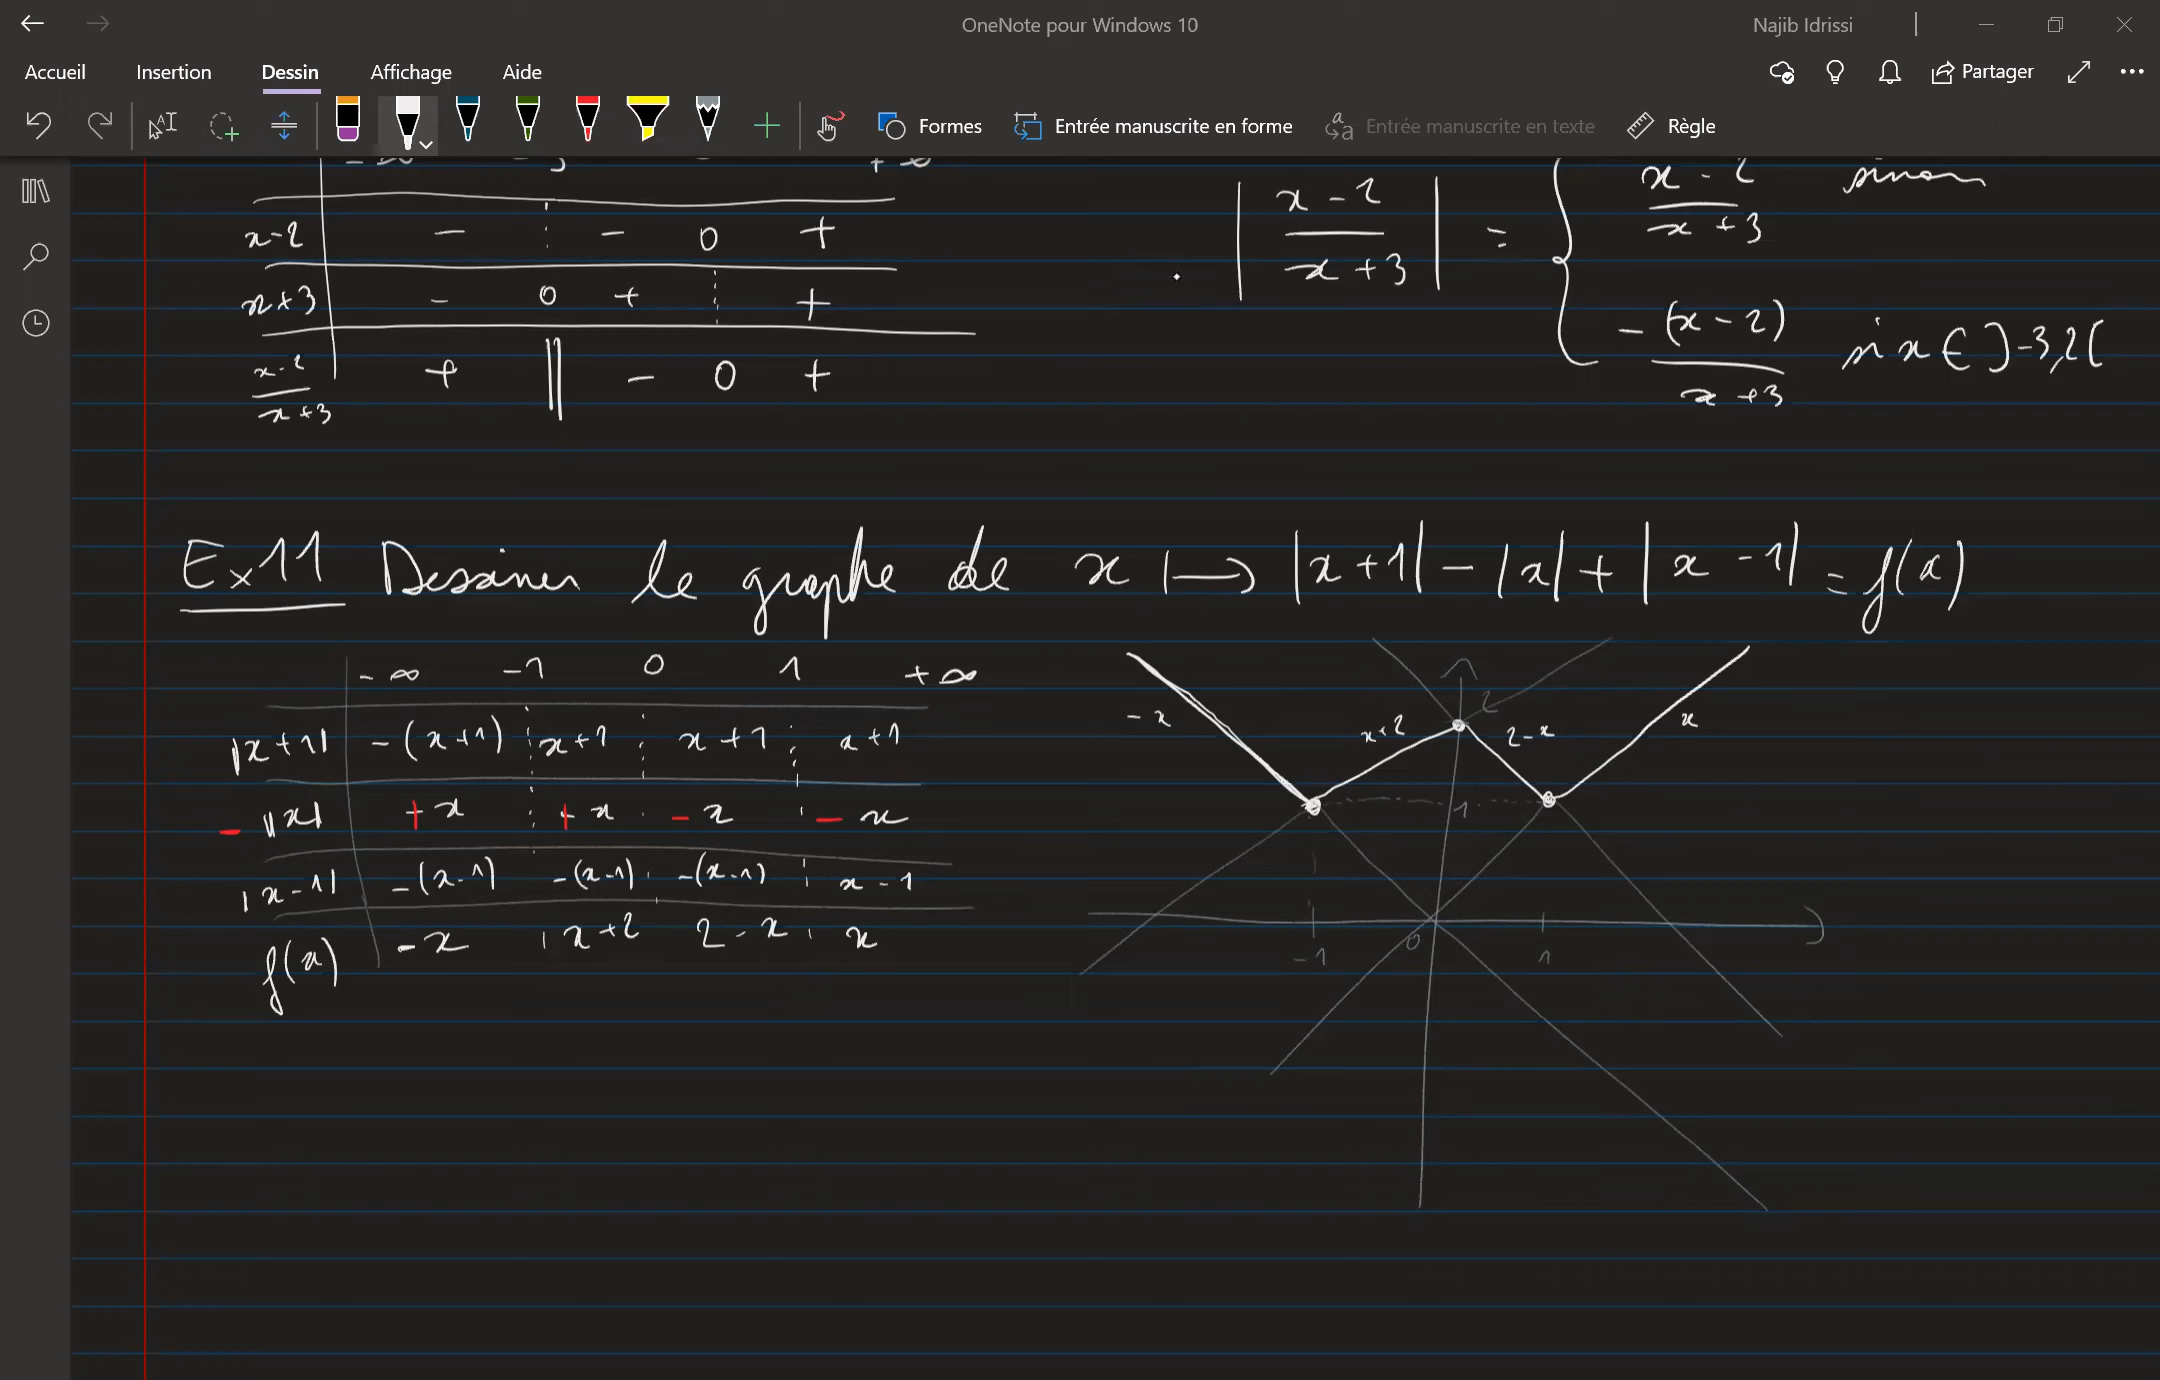 OneNote pour Windows 10
Najib Idrissi
Accueil Insertion Dessin Affichage Aide
Partager
Formes Entrée manuscrite en forme Entrée manuscrite en texte Règle
x-2 - - 0 +
x+3 - 0 + +
x-2/x+3 + || - 0 +
|x-2/x+3| = { x-2/x+3 sinon
-(x-2)/x+3 si x ∈ ]-3,2[
Ex11 Dessiner le graphe de x ↦ |x+1| - |x| + |x-1| = f(x)
-∞ -1 0 1 +∞
|x+1| -(x+1) x+1 x+1 x+1
- |x| + x + x - x - x
|x-1| -(x-1) -(x-1) -(x-1) x-1
f(x) -x x+2 2-x x
2
-x x+2 2-x x
1
-1 0 1